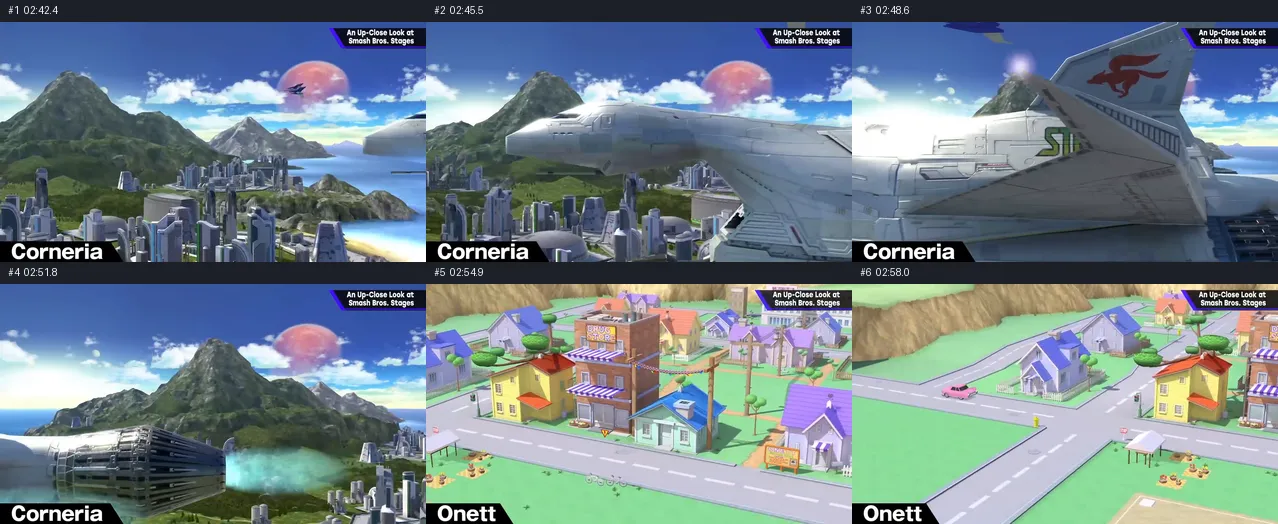 #1 02:42.4
An Up-Close Look at
Smash Bros. Stages
Corneria
#2 02:45.5
An Up-Close Look at
Smash Bros. Stages
Corneria
#3 02:48.6
An Up-Close Look at
Smash Bros. Stages
Corneria
#4 02:51.8
An Up-Close Look at
Smash Bros. Stages
Corneria
#5 02:54.9
An Up-Close Look at
Smash Bros. Stages
Onett
#6 02:58.0
An Up-Close Look at
Smash Bros. Stages
Onett